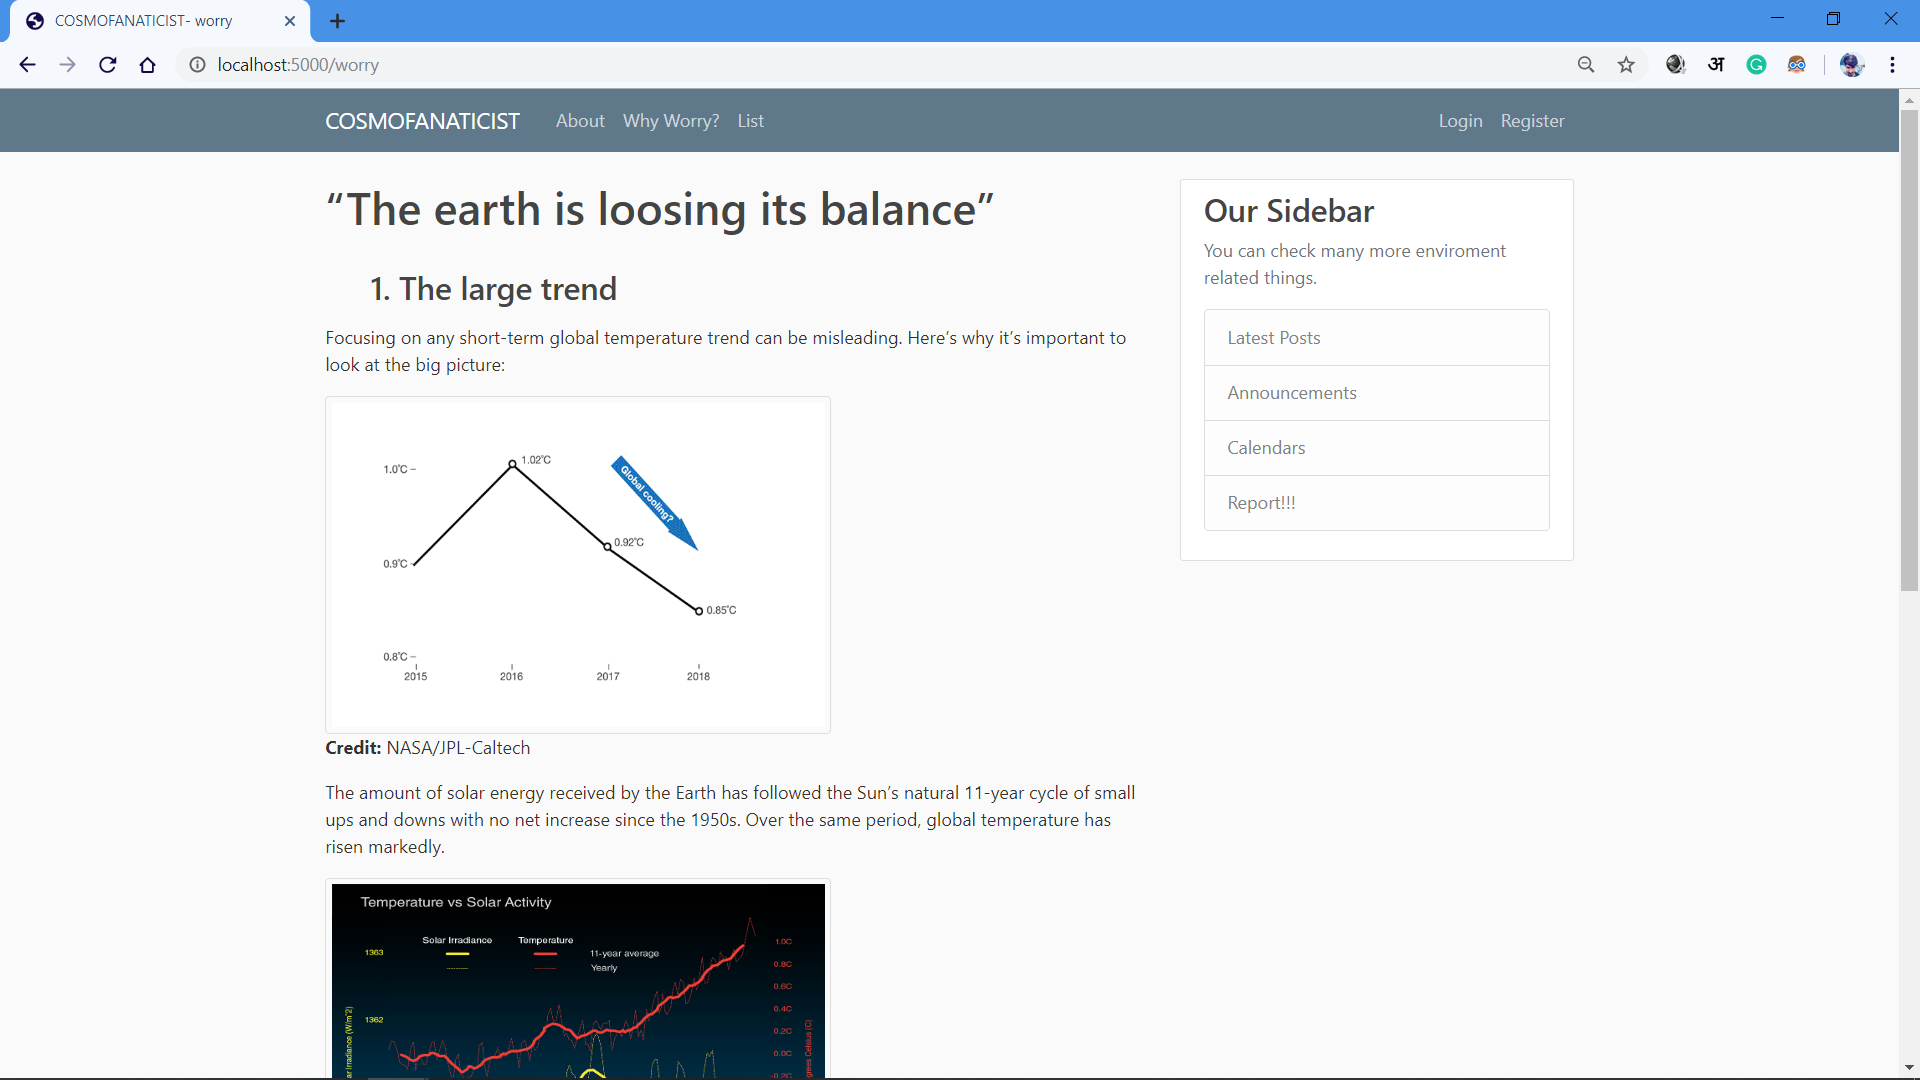 COSMOFANATICIST- worry
localhost:5000/worry
अ
G
COSMOFANATICIST
About
Why Worry?
List
Login
Register
“The earth is loosing its balance”
1. The large trend
Focusing on any short-term global temperature trend can be misleading. Here’s why it’s important to
look at the big picture:
1.0°C
0.9°C
0.8°C
1.02°C
0.92°C
0.85°C
Global cooling?
2015
2016
2017
2018
Credit: NASA/JPL-Caltech
The amount of solar energy received by the Earth has followed the Sun’s natural 11-year cycle of small
ups and downs with no net increase since the 1950s. Over the same period, global temperature has
risen markedly.
Temperature vs Solar Activity
Solar Irradiance
Temperature
11-year average
Yearly
1363
1362
1.0C
0.8C
0.6C
0.4C
0.2C
0.0C
-0.2C
Irradiance (W/m^2)
Celsius (C)
Our Sidebar
You can check many more enviroment
related things.
Latest Posts
Announcements
Calendars
Report!!!